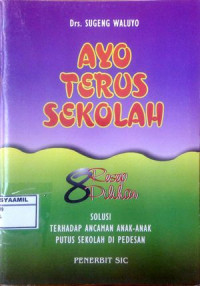 Drs. SUGENG WALUYO
AYO
TERUS
SEKOLAH
8 Resep
Pilihan
SYAAMIL
SOLUSI
TERHADAP ANCAMAN ANAK-ANAK
PUTUS SEKOLAH DI PEDESAN
PENERBIT SIC